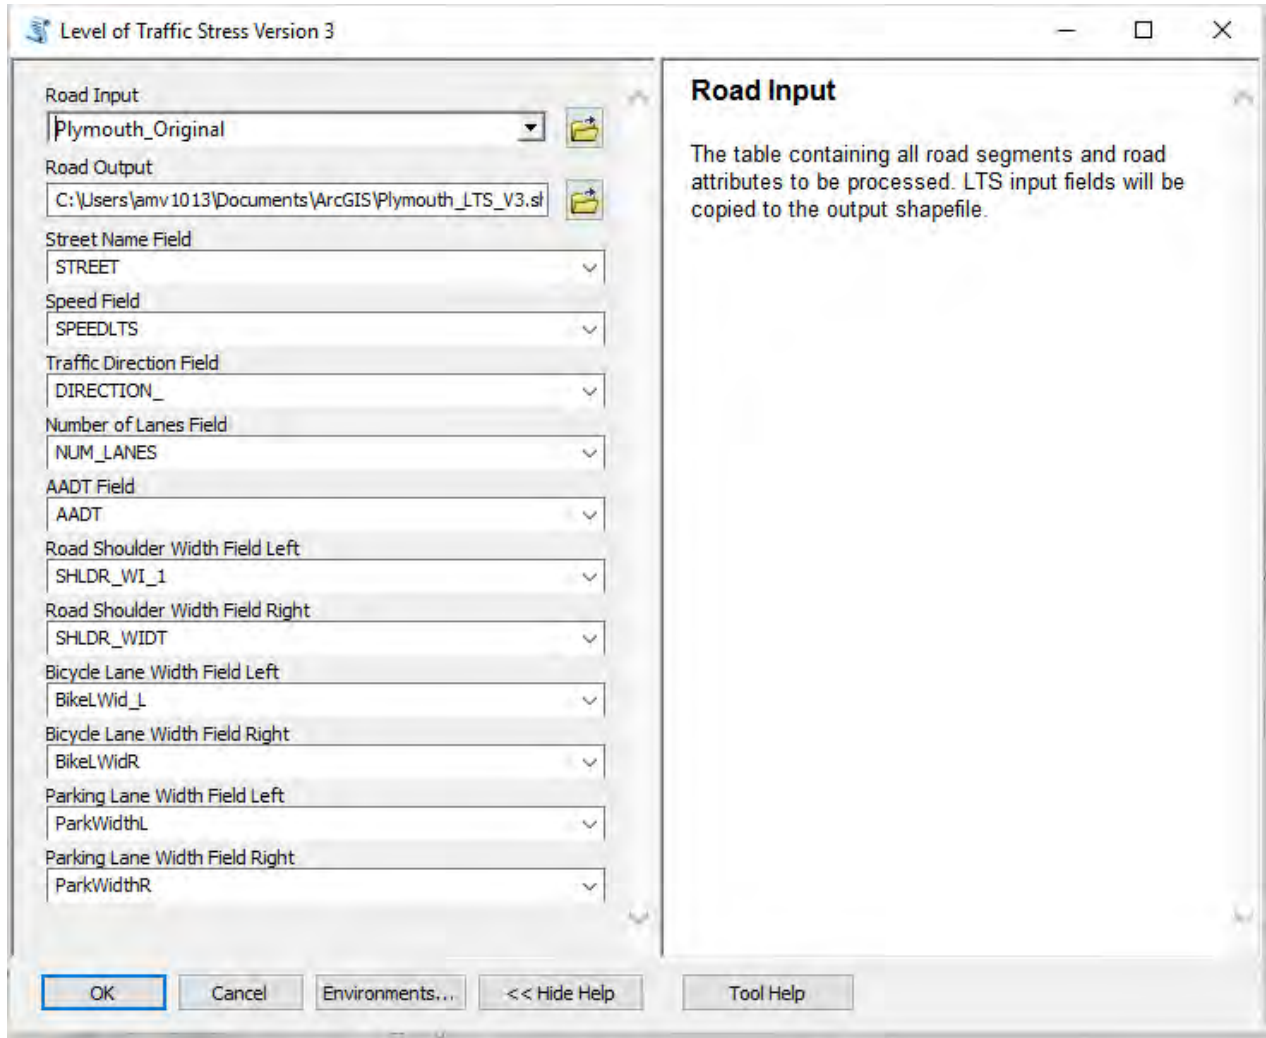 Level of Traffic Stress Version 3
Road Input
Plymouth_Original
Road Output
C:\Users\amv1013\Documents\ArcGIS\Plymouth_LTS_V3.sh
Street Name Field
STREET
Speed Field
SPEEDLTS
Traffic Direction Field
DIRECTION_
Number of Lanes Field
NUM_LANES
AADT Field
AADT
Road Shoulder Width Field Left
SHLDR_WI_1
Road Shoulder Width Field Right
SHLDR_WIDT
Bicycle Lane Width Field Left
BikeLWid_L
Bicycle Lane Width Field Right
BikeLWidR
Parking Lane Width Field Left
ParkWidthL
Parking Lane Width Field Right
ParkWidthR
Road Input
The table containing all road segments and road
attributes to be processed. LTS input fields will be
copied to the output shapefile.
OK
Cancel
Environments...
<< Hide Help
Tool Help